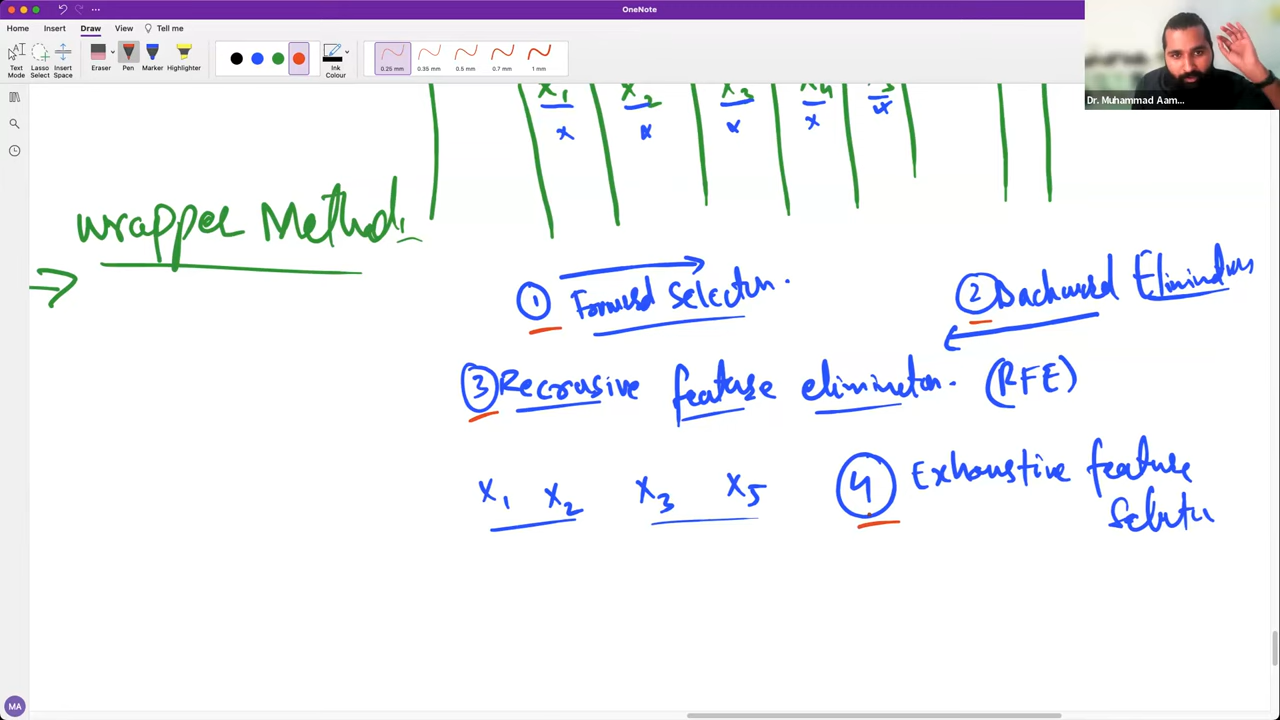 OneNote
Home Insert Draw View Tell me
Text Mode
Lasso Select
Insert Space
Eraser
Pen
Marker
Highlighter
0.25 mm
0.35 mm
0.5 mm
0.7 mm
1 mm
Ink Colour
Dr. Muhammad Aam...
x1 x2 x3 x4
x x x x x
wrapper Method
① Forward Selection.
② Backward Elimination
③ Recrusive feature elimination. (RFE)
x1 x2 x3 x5
④ Exhaustive feature
MA